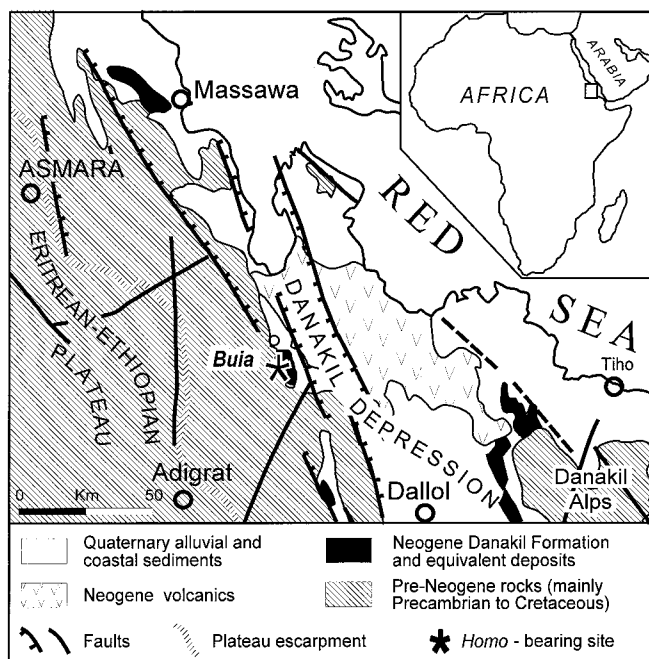 AFRICA
ARABIA
Massawa
ASMARA
RED
SEA
ERITREAN-ETHIOPIAN
PLATEAU
DANAKIL
DEPRESSION
Buia
Tiho
Adigrat
Dallol
Danakil
Alps
0 Km 50
Quaternary alluvial and
coastal sediments
Neogene Danakil Formation
and equivalent deposits
Neogene volcanics
Pre-Neogene rocks (mainly
Precambrian to Cretaceous)
Faults
Plateau escarpment
Homo - bearing site